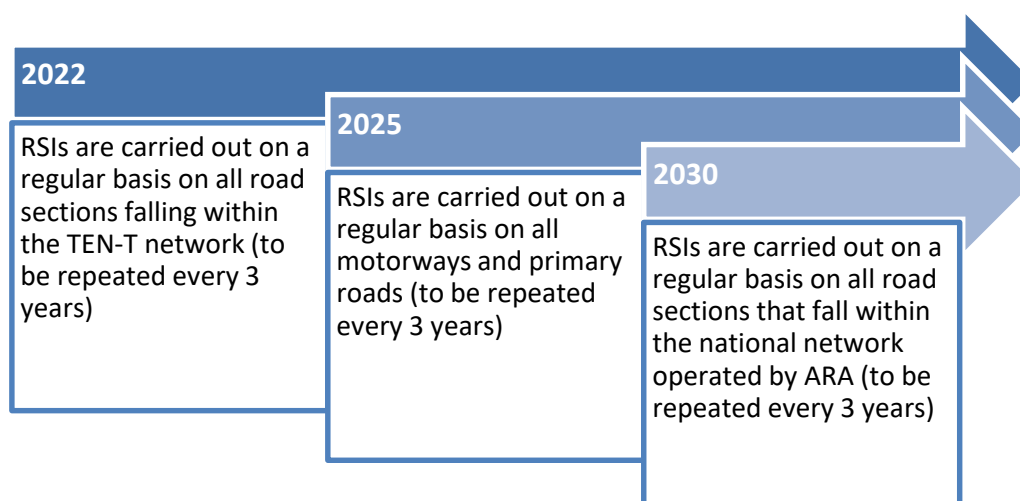 2022
RSIs are carried out on a
regular basis on all road
sections falling within
the TEN-T network (to
be repeated every 3
years)
2025
RSIs are carried out on a
regular basis on all
motorways and primary
roads (to be repeated
every 3 years)
2030
RSIs are carried out on a
regular basis on all road
sections that fall within
the national network
operated by ARA (to be
repeated every 3 years)